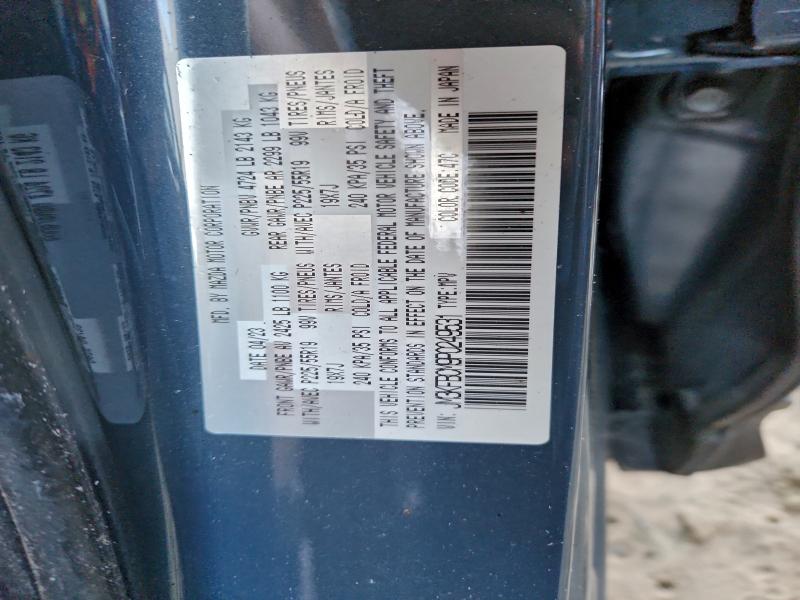 MFD. BY MAZDA MOTOR CORPORATION
DATE 04/23 GVWR/PNBV 4724 LB 2143 KG
FRONT GAWR/PNBE AV 2425 LB 1100 KG REAR GAWR/PNBE AR 2299 LB 1043 KG
WITH/AVEC P225/55R19 99V TIRES/PNEUS WITH/AVEC P225/55R19 99V TIRES/PNEUS
19X7J RIMS/JANTES 19X7J RIMS/JANTES
240 KPA/35 PSI COLD/A FROID 240 KPA/35 PSI COLD/A FROID
THIS VEHICLE CONFORMS TO ALL APPLICABLE FEDERAL MOTOR VEHICLE SAFETY AND THEFT
PREVENTION STANDARDS IN EFFECT ON THE DATE OF MANUFACTURE SHOWN ABOVE.
VIN: JM3KFBCM9P0249531 TYPE:MPV COLOR CODE:47C MADE IN JAPAN